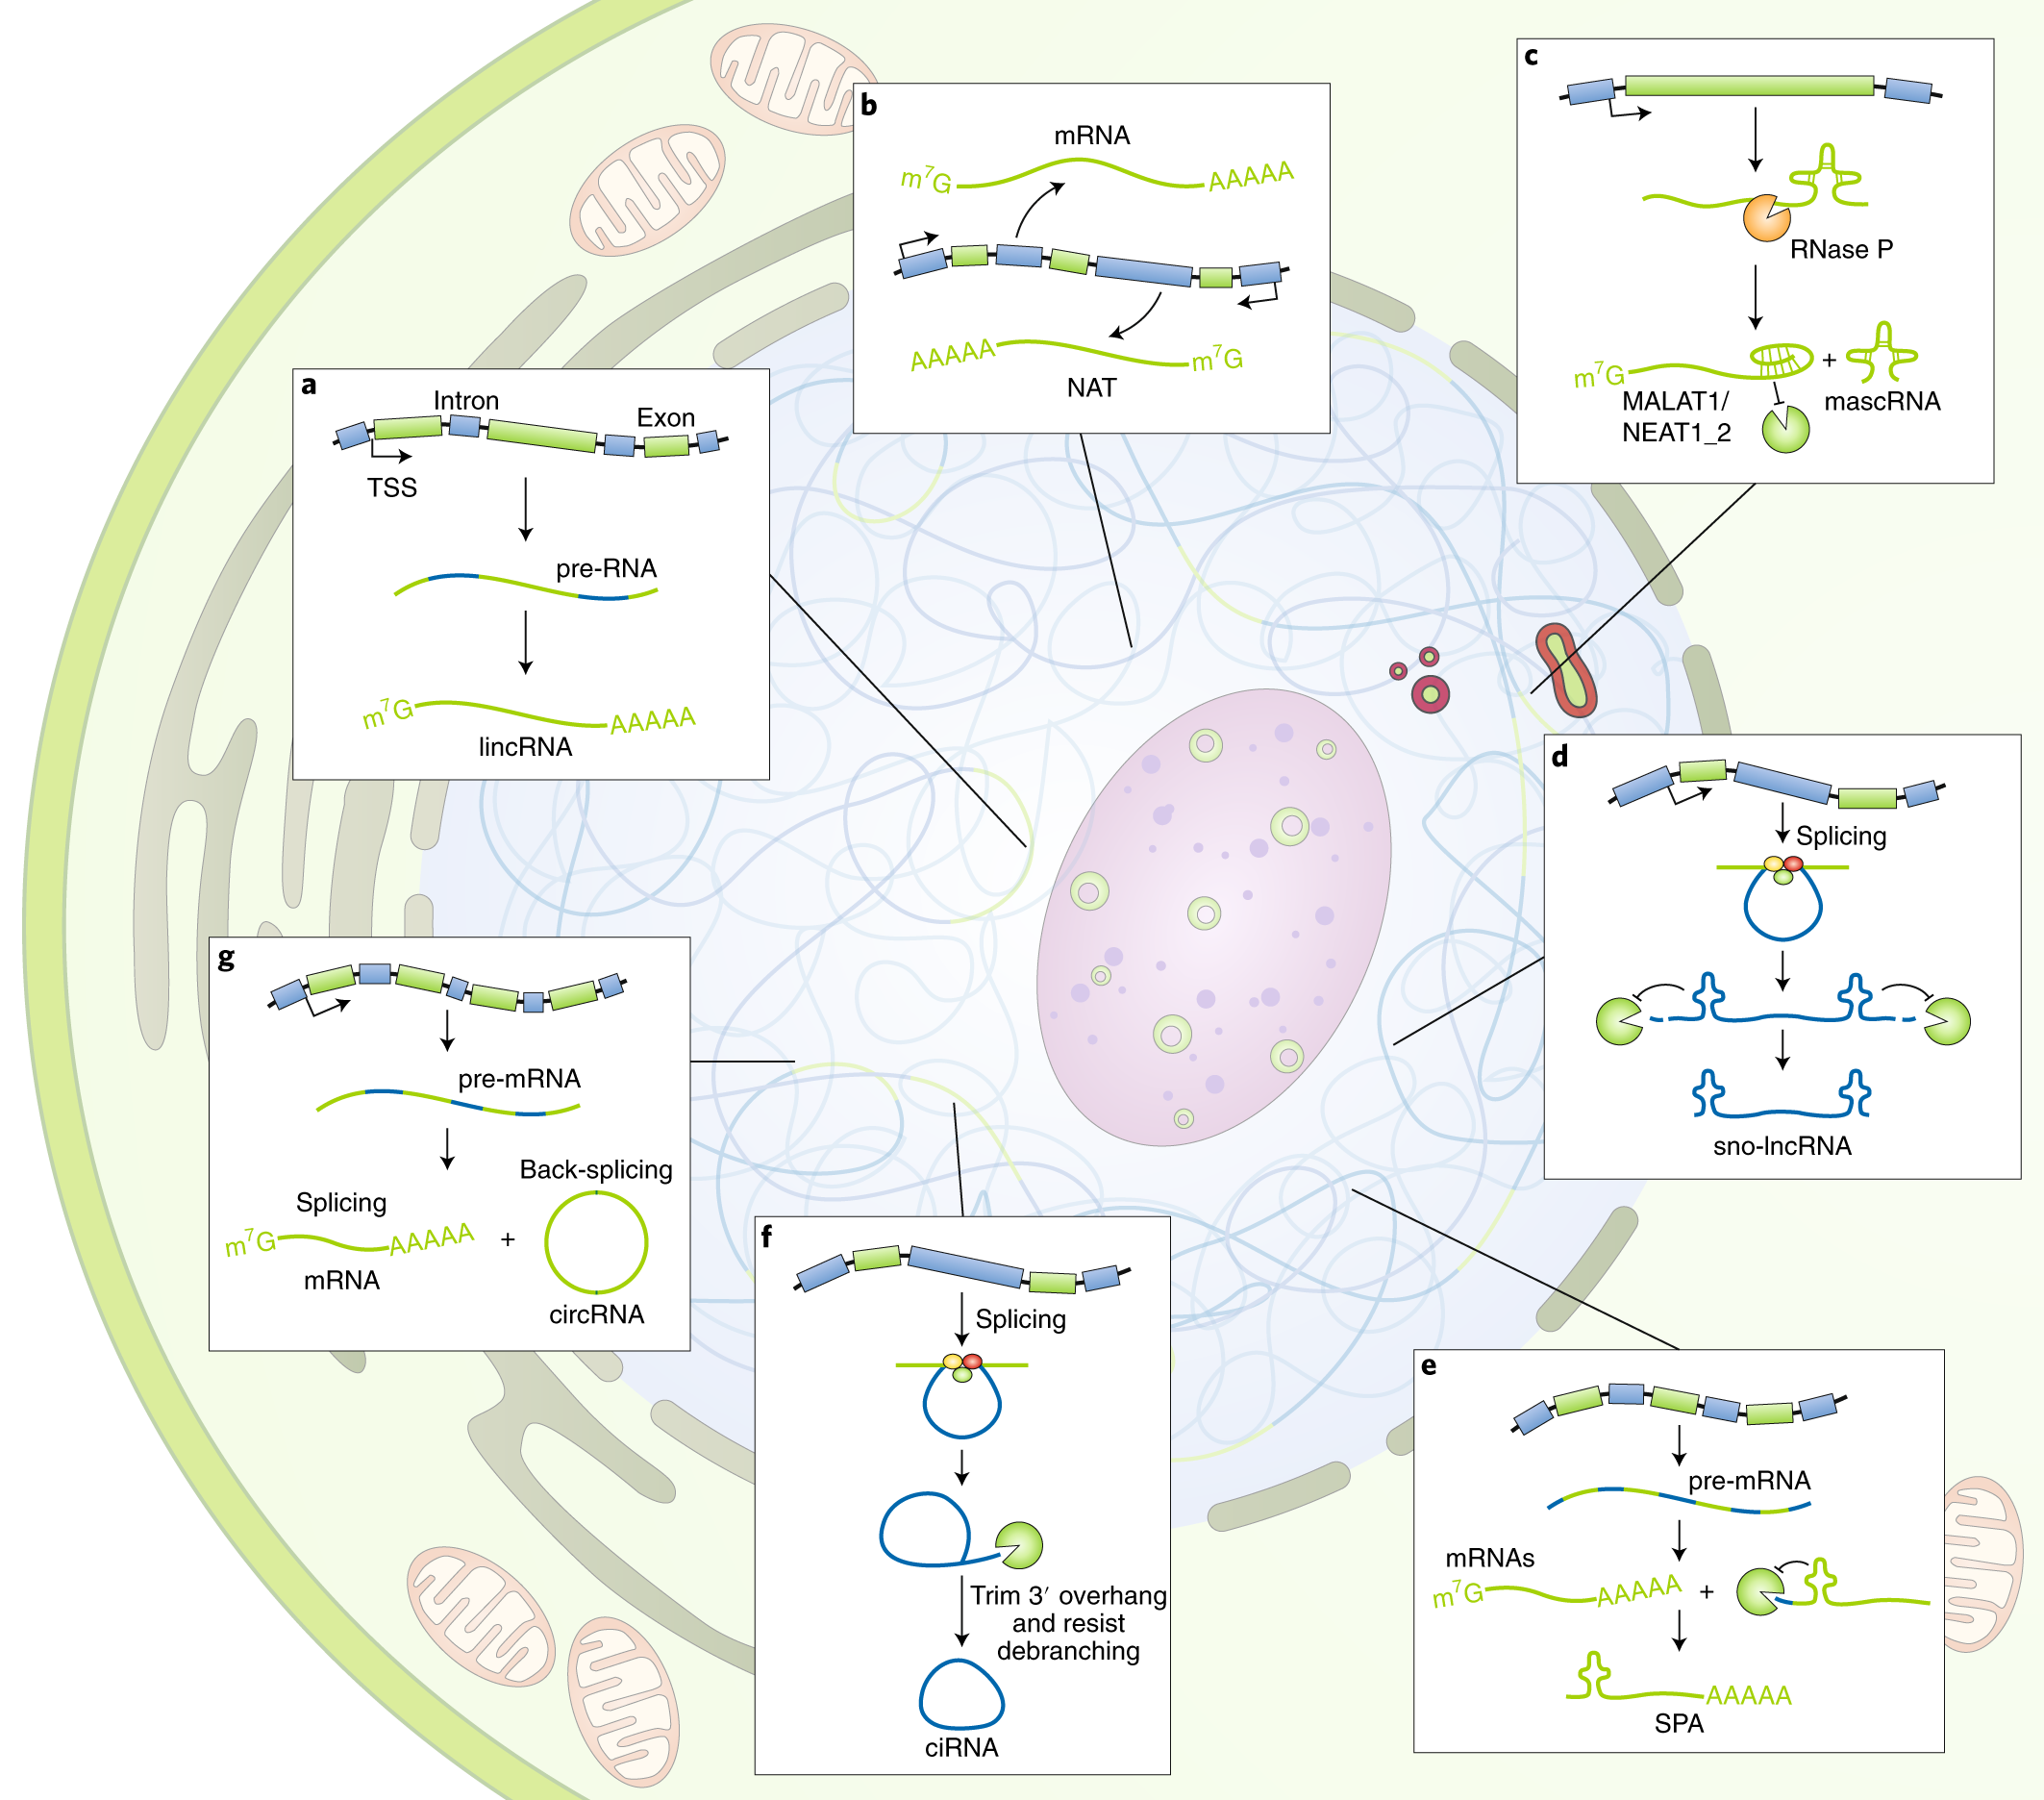 a
Intron
Exon
TSS
pre-RNA
m⁷G AAAAA
lincRNA
b
mRNA
m⁷G AAAAA
AAAAA m⁷G
NAT
c
RNase P
m⁷G +
MALAT1/
NEAT1_2
mascRNA
d
Splicing
sno-lncRNA
e
pre-mRNA
mRNAs
m⁷G AAAAA +
AAAAA
SPA
f
Splicing
Trim 3′ overhang
and resist
debranching
ciRNA
g
pre-mRNA
Back-splicing
Splicing
m⁷G AAAAA +
mRNA
circRNA